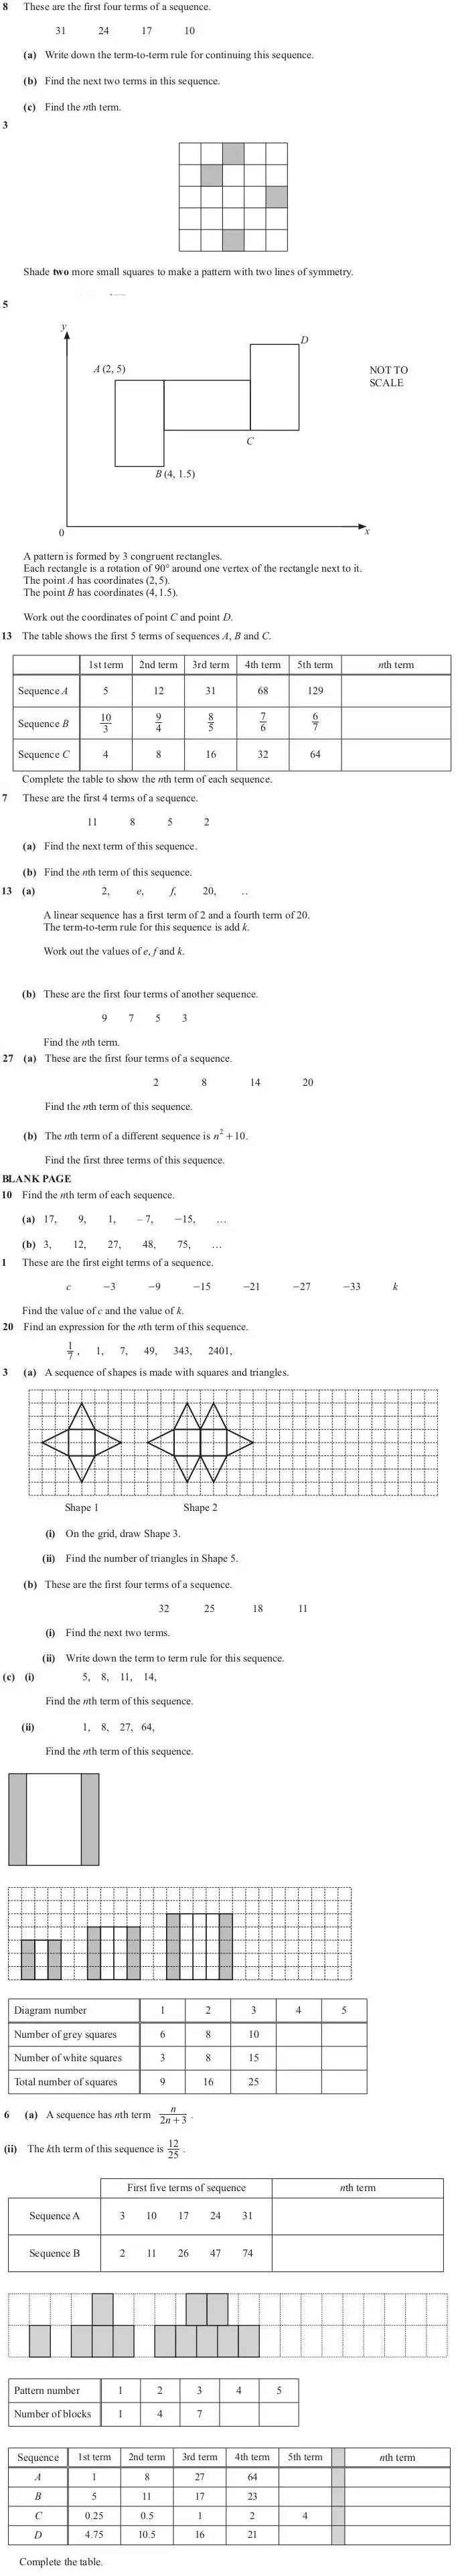 8 These are the first four terms of a sequence.
31 24 17 10
(a) Write down the term-to-term rule for continuing this sequence.
(b) Find the next two terms in this sequence.
(c) Find the nth term.
3
Shade two more small squares to make a pattern with two lines of symmetry.
5
y
D
A (2, 5)
NOT TO
SCALE
C
B (4, 1.5)
0 x
A pattern is formed by 3 congruent rectangles.
Each rectangle is a rotation of 90° around one vertex of the rectangle next to it.
The point A has coordinates (2, 5).
The point B has coordinates (4, 1.5).
Work out the coordinates of point C and point D.
13 The table shows the first 5 terms of sequences A, B and C.
1st term 2nd term 3rd term 4th term 5th term nth term
Sequence A 5 12 31 68 129
Sequence B 10/3 9/4 8/5 7/6 6/7
Sequence C 4 8 16 32 64
Complete the table to show the nth term of each sequence.
7 These are the first 4 terms of a sequence.
11 8 5 2
(a) Find the next term of this sequence.
(b) Find the nth term of this sequence.
13 (a) 2, e, f, 20, ..
A linear sequence has a first term of 2 and a fourth term of 20.
The term-to-term rule for this sequence is add k.
Work out the values of e, f and k.
(b) These are the first four terms of another sequence.
9 7 5 3
Find the nth term.
27 (a) These are the first four terms of a sequence.
2 8 14 20
Find the nth term of this sequence.
(b) The nth term of a different sequence is n² + 10.
Find the first three terms of this sequence.
BLANK PAGE
10 Find the nth term of each sequence.
(a) 17, 9, 1, −7, −15, …
(b) 3, 12, 27, 48, 75, …
1 These are the first eight terms of a sequence.
c −3 −9 −15 −21 −27 −33 k
Find the value of c and the value of k.
20 Find an expression for the nth term of this sequence.
1/7, 1, 7, 49, 343, 2401,
3 (a) A sequence of shapes is made with squares and triangles.
Shape 1 Shape 2
(i) On the grid, draw Shape 3.
(ii) Find the number of triangles in Shape 5.
(b) These are the first four terms of a sequence.
32 25 18 11
(i) Find the next two terms.
(ii) Write down the term to term rule for this sequence.
(c) (i) 5, 8, 11, 14,
Find the nth term of this sequence.
(ii) 1, 8, 27, 64,
Find the nth term of this sequence.
Diagram number 1 2 3 4 5
Number of grey squares 6 8 10
Number of white squares 3 8 15
Total number of squares 9 16 25
6 (a) A sequence has nth term n/(2n + 3) .
(ii) The kth term of this sequence is 12/25 .
First five terms of sequence nth term
Sequence A 3 10 17 24 31
Sequence B 2 11 26 47 74
Pattern number 1 2 3 4 5
Number of blocks 1 4 7
Sequence 1st term 2nd term 3rd term 4th term 5th term nth term
A 1 8 27 64
B 5 11 17 23
C 0.25 0.5 1 2 4
D 4.75 10.5 16 21
Complete the table.